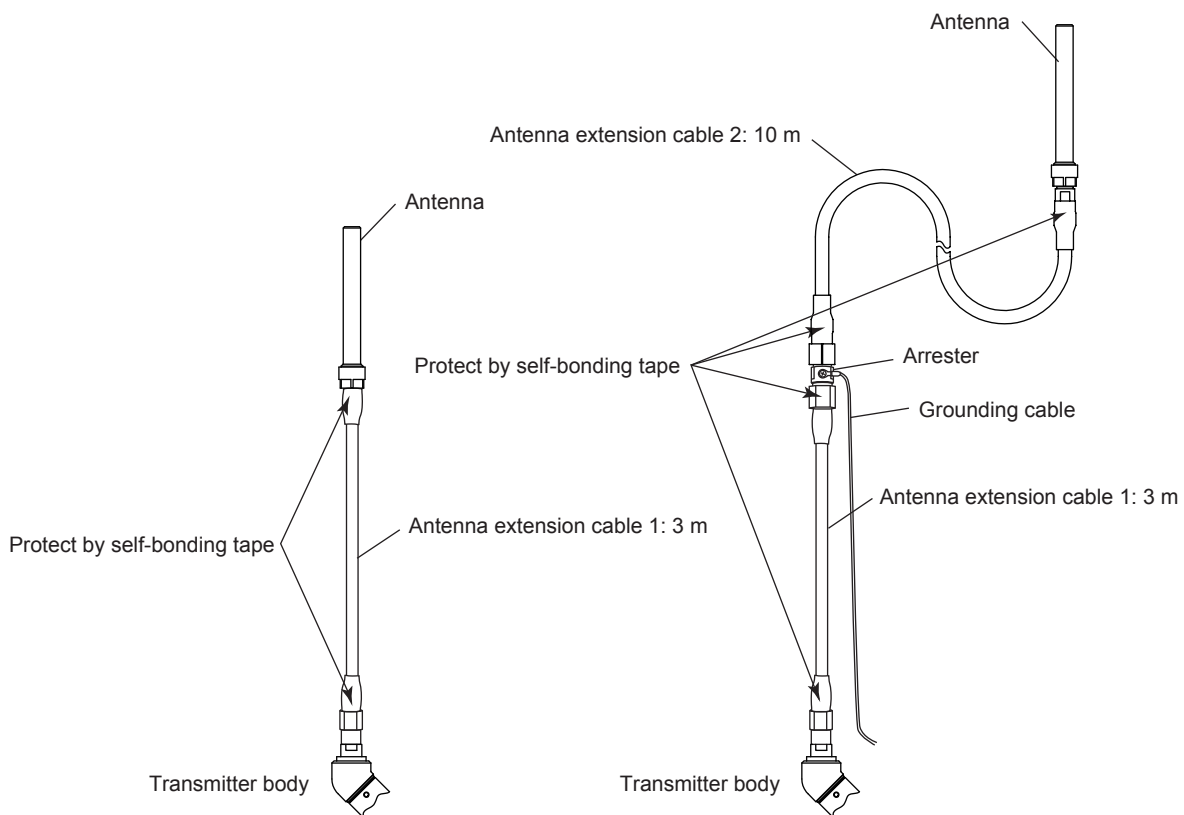 Antenna
Antenna extension cable 2: 10 m
Antenna
Protect by self-bonding tape
Arrester
Grounding cable
Antenna extension cable 1: 3 m
Antenna extension cable 1: 3 m
Protect by self-bonding tape
Transmitter body
Transmitter body